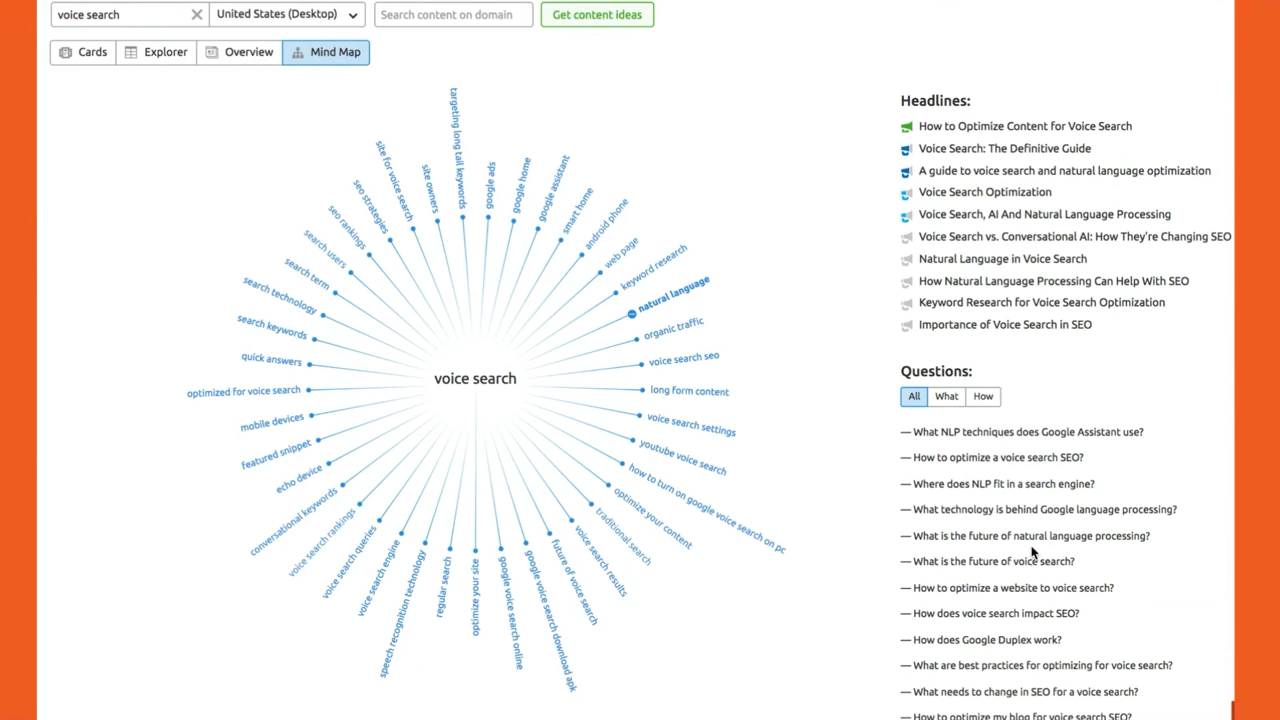 voice search
United States (Desktop)
Search content on domain
Get content ideas
Cards
Explorer
Overview
Mind Map
targeting long tail keywords
google ads
google home
google assistant
smart home
android phone
web page
keyword research
natural language
organic traffic
voice search seo
long form content
voice search settings
youtube voice search
how to turn on google voice search on pc
optimize your content
traditional search
voice search results
future of voice search
google voice search download apk
google voice search online
optimize your site
regular search
speech recognition technology
voice search engine
voice search queries
voice search rankings
conversational keywords
echo device
featured snippet
mobile devices
optimized for voice search
quick answers
search keywords
search technology
search term
search users
seo rankings
seo strategies
site for voice search
site owners
voice search
Headlines:
How to Optimize Content for Voice Search
Voice Search: The Definitive Guide
A guide to voice search and natural language optimization
Voice Search Optimization
Voice Search, AI And Natural Language Processing
Voice Search vs. Conversational AI: How They're Changing SEO
Natural Language in Voice Search
How Natural Language Processing Can Help With SEO
Keyword Research for Voice Search Optimization
Importance of Voice Search in SEO
Questions:
All
What
How
— What NLP techniques does Google Assistant use?
— How to optimize a voice search SEO?
— Where does NLP fit in a search engine?
— What technology is behind Google language processing?
— What is the future of natural language processing?
— What is the future of voice search?
— How to optimize a website to voice search?
— How does voice search impact SEO?
— How does Google Duplex work?
— What are best practices for optimizing for voice search?
— What needs to change in SEO for a voice search?
— How to optimize my blog for voice search SEO?